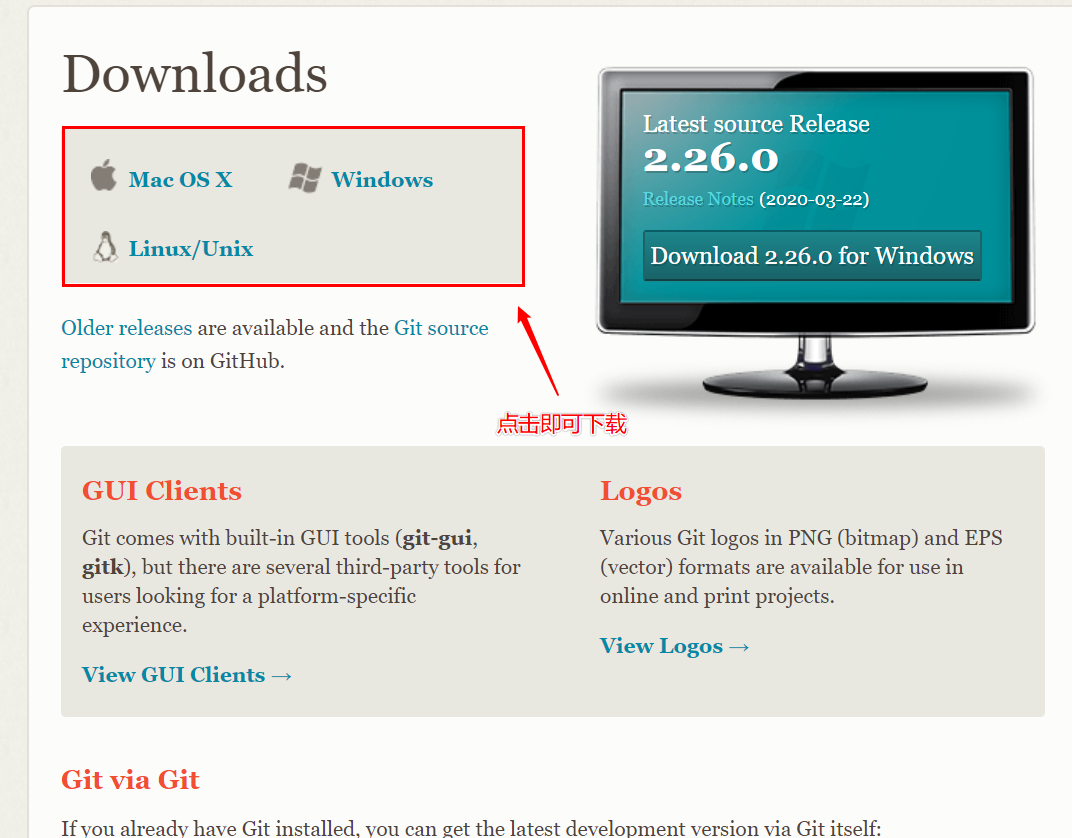 Downloads
Mac OS X
Windows
Linux/Unix
Older releases are available and the Git source
repository is on GitHub.
Latest source Release
2.26.0
Release Notes (2020-03-22)
Download 2.26.0 for Windows
点击即可下载
GUI Clients
Git comes with built-in GUI tools (git-gui,
gitk), but there are several third-party tools for
users looking for a platform-specific
experience.
View GUI Clients →
Logos
Various Git logos in PNG (bitmap) and EPS
(vector) formats are available for use in
online and print projects.
View Logos →
Git via Git
If you already have Git installed, you can get the latest development version via Git itself: